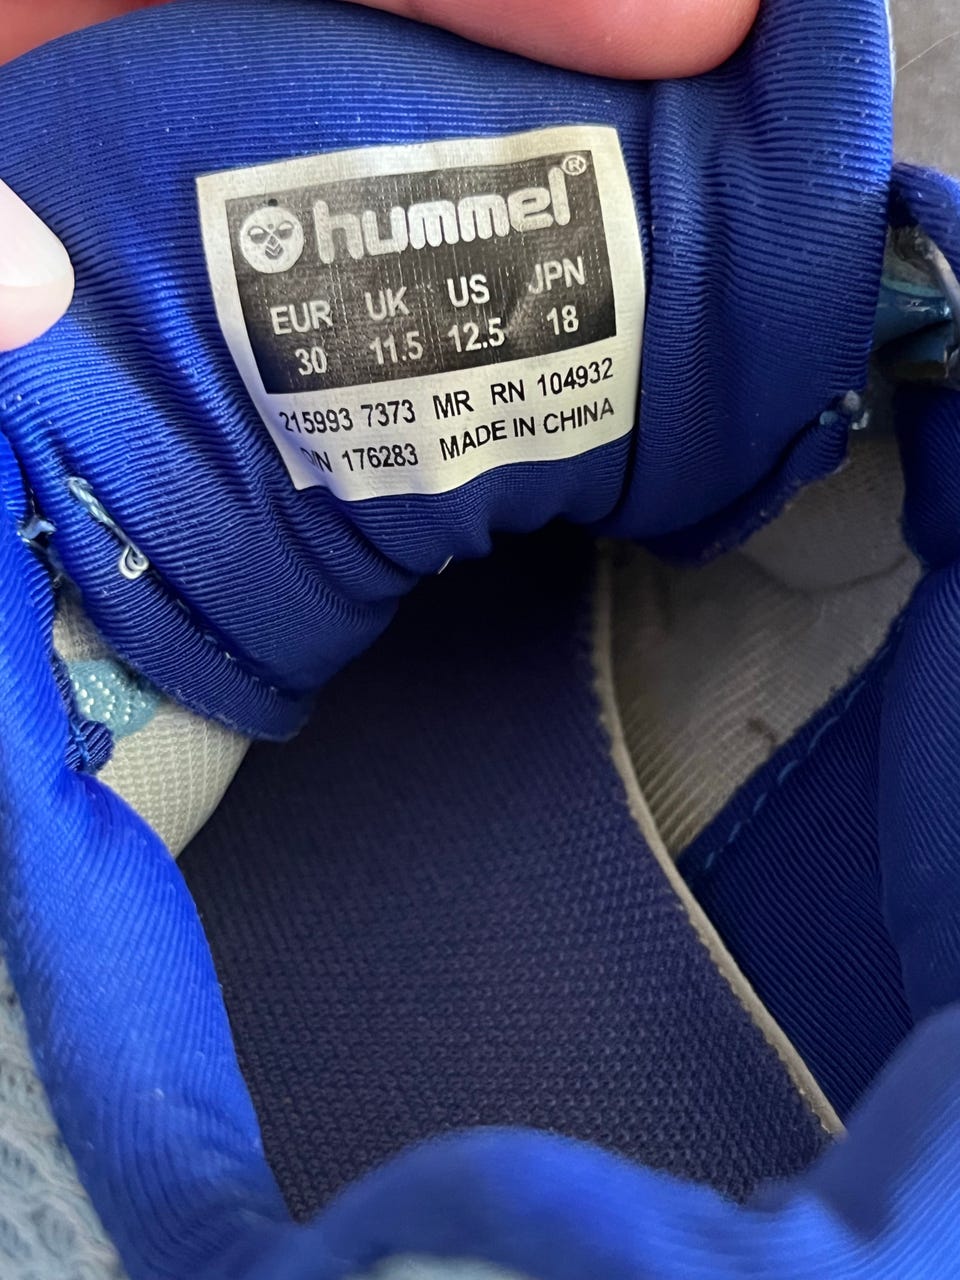 hummel®
EUR UK US JPN
30 11.5 12.5 18
215993 7373 MR RN 104932
176283 MADE IN CHINA